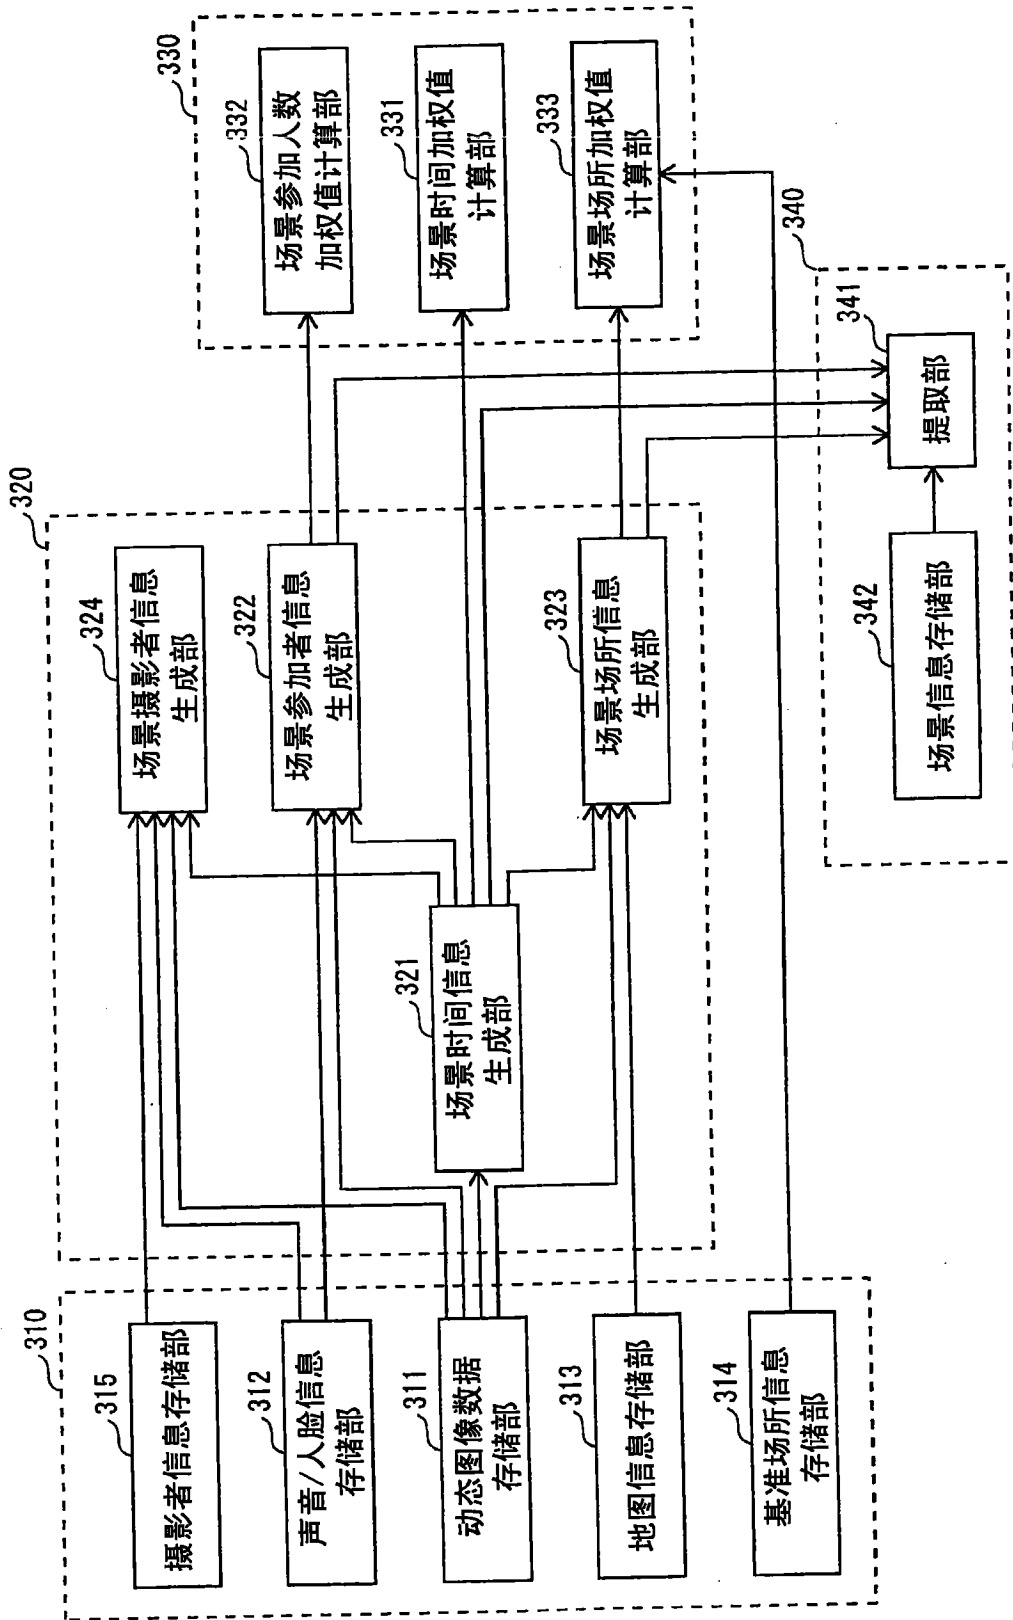 310
315
摄影者信息存储部
312
声音/人脸信息
存储部
311
动态图像数据
存储部
313
地图信息存储部
314
基准场所信息
存储部
320
324
场景摄影者信息
生成部
322
场景参加者信息
生成部
321
场景时间信息
生成部
323
场景场所信息
生成部
330
332
场景参加人数
加权值计算部
331
场景时间加权值
计算部
333
场景场所加权值
计算部
340
341
提取部
342
场景信息存储部